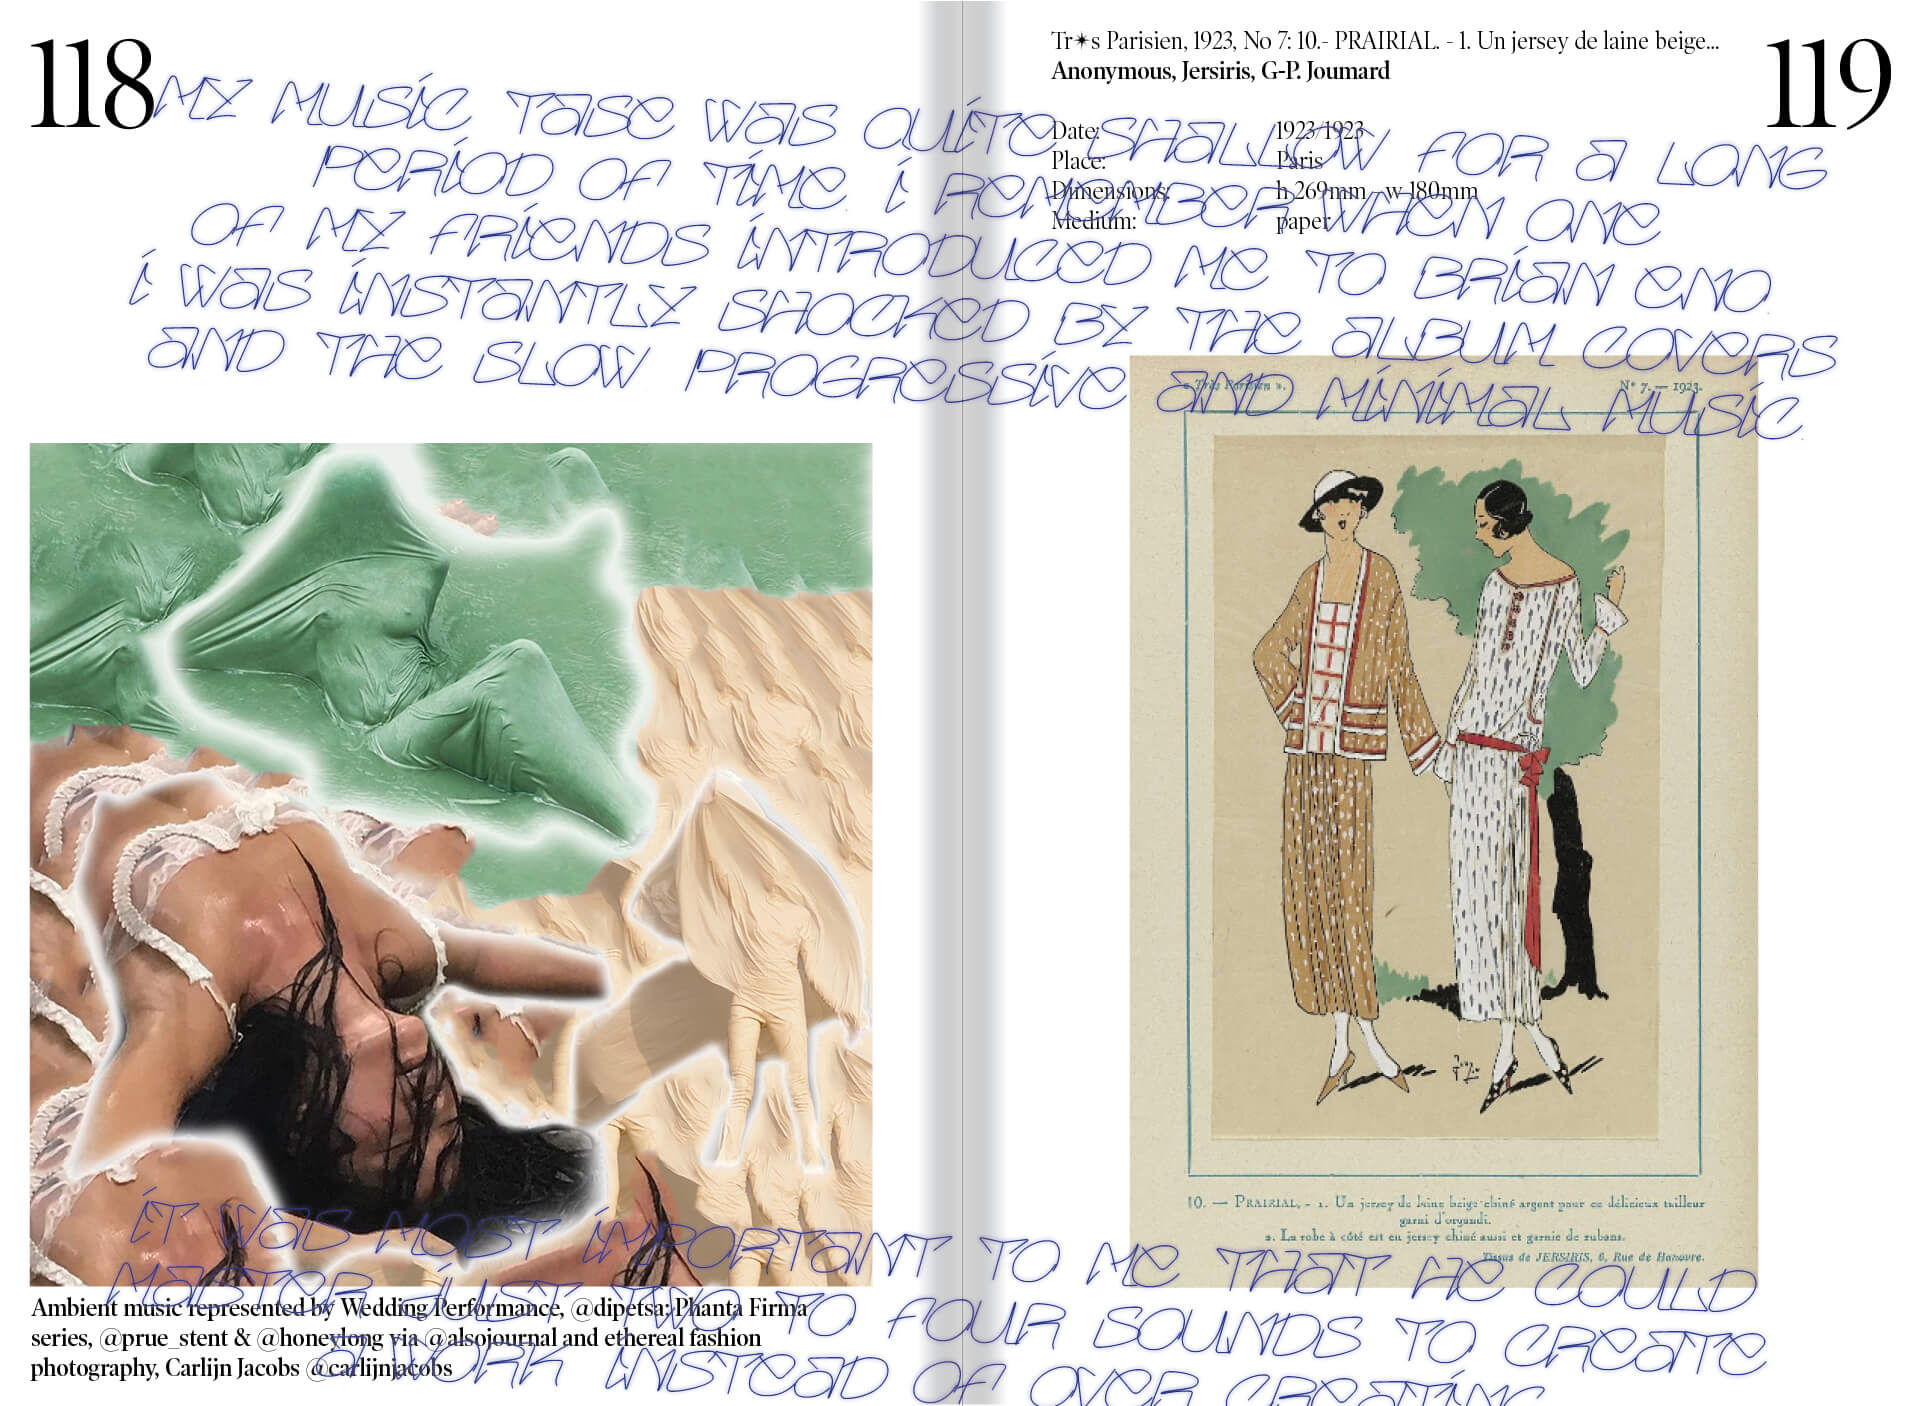 118
119
Tr✴s Parisien, 1923, No 7: 10.- PRAIRIAL. - 1. Un jersey de laine beige...
Anonymous, Jersiris, G-P. Joumard
Date: 1923/1923
Place: Paris
Dimensions: h 269mm w 180mm
Medium: paper
MY MUSIC TASE WAS QUITE SHALLOW FOR A LONG
PERIOD OF TIME I REMEMBER WHEN ONE
OF MY FRIENDS INTRODUCED ME TO BRIAN ENO
I WAS INSTANTLY SHOCKED BY THE ALBUM COVERS
AND THE SLOW PROGRESSIVE AND MINIMAL MUSIC
« Très Parisien ».
N° 7. — 1923.
10. — PRAIRIAL. - 1. Un jersey de laine beige chiné argent pour ce délicieux tailleur
garni d'organdi.
2. La robe à côté est en jersey chiné aussi et garnie de rubans.
Tissus de JERSIRIS, 6, Rue de Hanovre.
IT WAS MOST IMPORTANT TO ME THAT HE COULD
MASTER JUST TWO TO FOUR SOUNDS TO CREATE
A WORK INSTEAD OF OVER CREATING
Ambient music represented by Wedding Performance, @dipetsa; Phanta Firma
series, @prue_stent & @honeylong via @alsojournal and ethereal fashion
photography, Carlijn Jacobs @carlijnjacobs